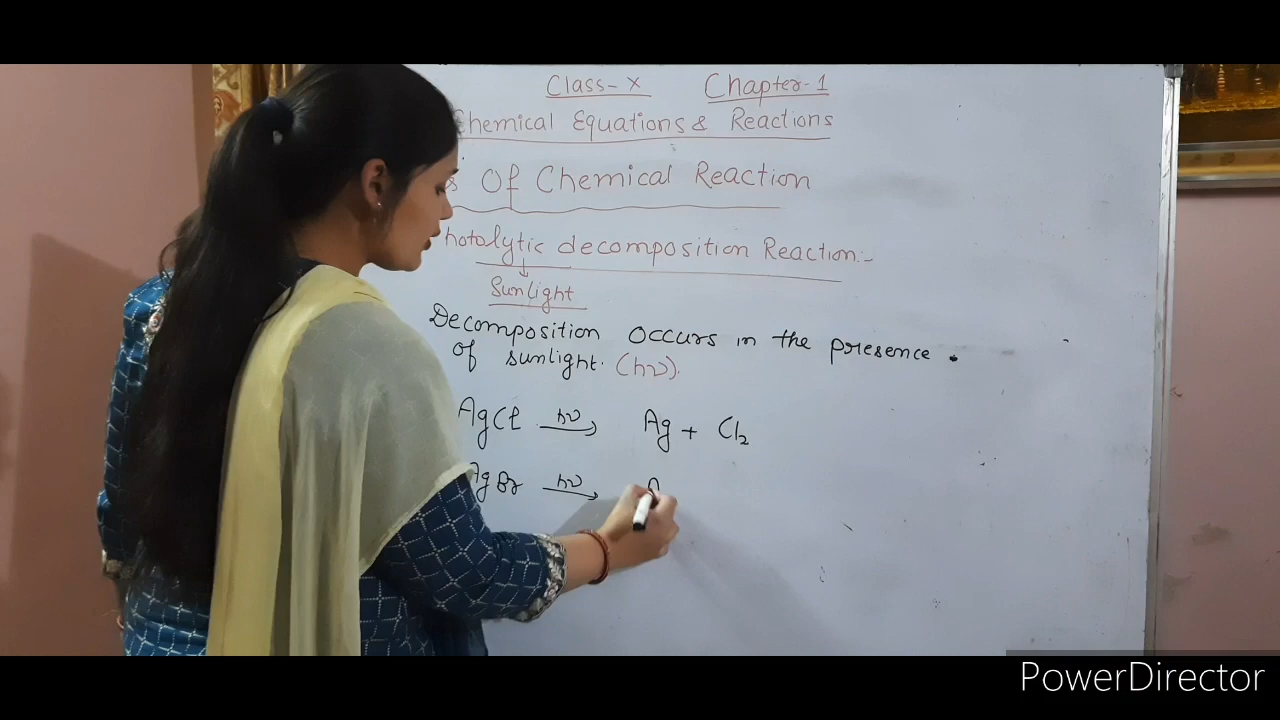 Class-X Chapter-1
Chemical Equations & Reactions
s Of Chemical Reaction
hotolytic decomposition Reaction:-
↓
Sunlight
Decomposition occurs in the presence
of sunlight. (hν).
AgCl hν→ Ag + Cl₂
AgBr hν→ A
PowerDirector